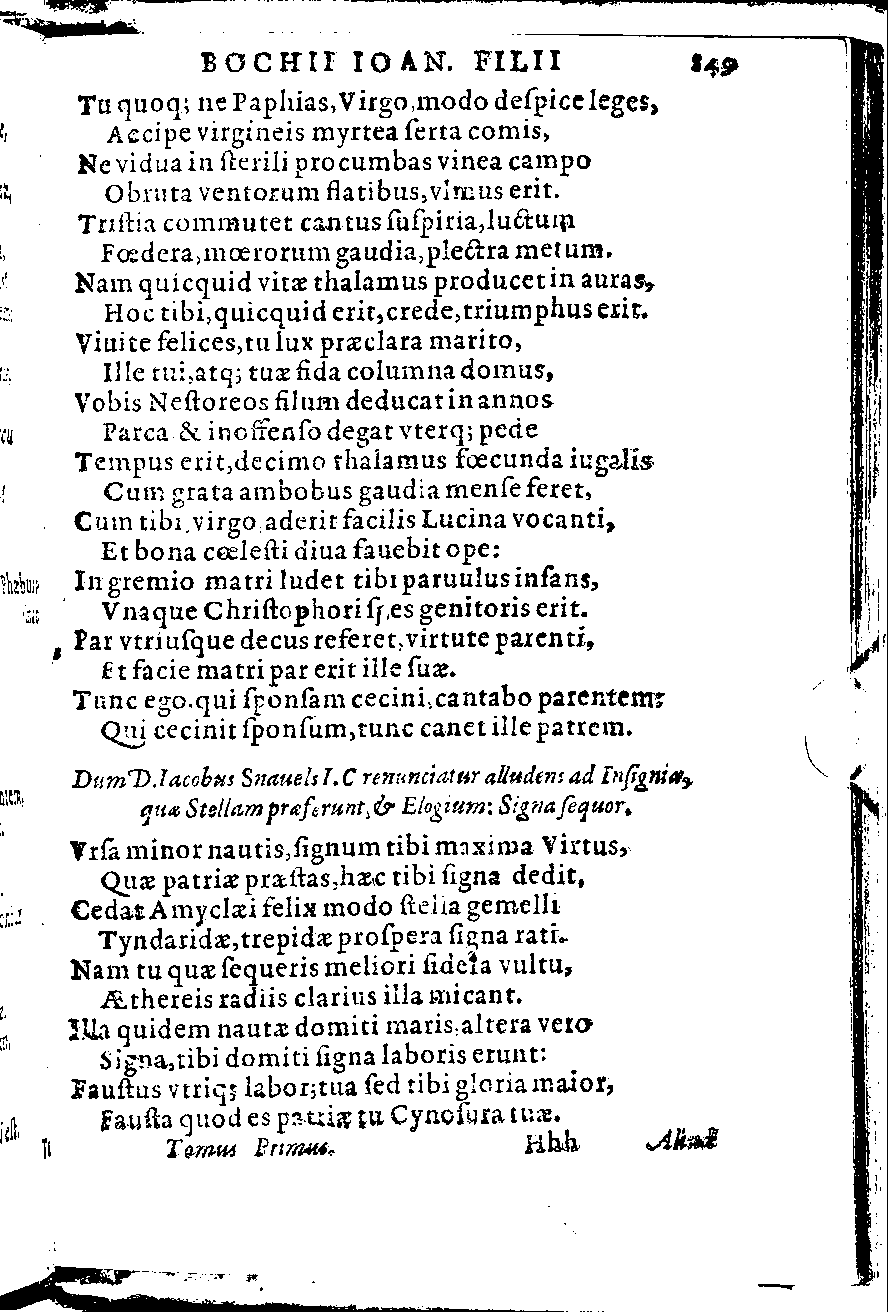 BOCHII IOAN. FILII 849
Tu quoq; ne Paphias, Virgo, modo deſpice leges,
Accipe virgineis myrtea ſerta comis,
Ne vidua in ſterili procumbas vinea campo
Obruta ventorum flatibus, vlmus erit.
Triſtia commutet cantus ſuſpiria, luctum
Fœdera, mœrorum gaudia, plectra metum.
Nam quicquid vitæ thalamus producet in auras,
Hoc tibi, quicquid erit, crede, triumphus erit.
Viuite felices, tu lux præclara marito,
Ille tui, atq; tuæ fida columna domus,
Vobis Neſtoreos filum deducat in annos
Parca & inoffenſo degat vterq; pede
Tempus erit, decimo thalamus fœcunda iugalis
Cum grata ambobus gaudia menſe feret,
Cum tibi, virgo, aderit facilis Lucina vocanti,
Et bona cœleſti diua fauebit ope:
In gremio matri ludet tibi paruulus infans,
Vnaque Chriſtophori ſpes genitoris erit.
Par vtriuſque decus referet, virtute parenti,
Et facie matri par erit ille ſuæ.
Tunc ego. qui ſponſam cecini, cantabo parentem:
Qui cecinit ſponſum, tunc canet ille patrem.
Dum D. Iacobus Snauels I. C renunciatur alludens ad Inſignia,
quæ Stellam præferunt, & Elogium: Signa ſequor.
Vrſa minor nautis, ſignum tibi maxima Virtus,
Quæ patriæ præſtas, hæc tibi ſigna dedit,
Cedat Amyclæi felix modo ſtella gemelli
Tyndaridæ, trepidæ proſpera ſigna rati.
Nam tu quæ ſequeris meliori ſidera vultu,
Æthereis radiis clarius illa micant.
Illa quidem nautæ domiti maris, altera vero
Signa, tibi domiti ſigna laboris erunt:
Fauſtus vtriq; labor; tua ſed tibi gloria maior,
Fauſta quod es patriæ tu Cynoſura tuæ.
Tomus Primus. Hhh